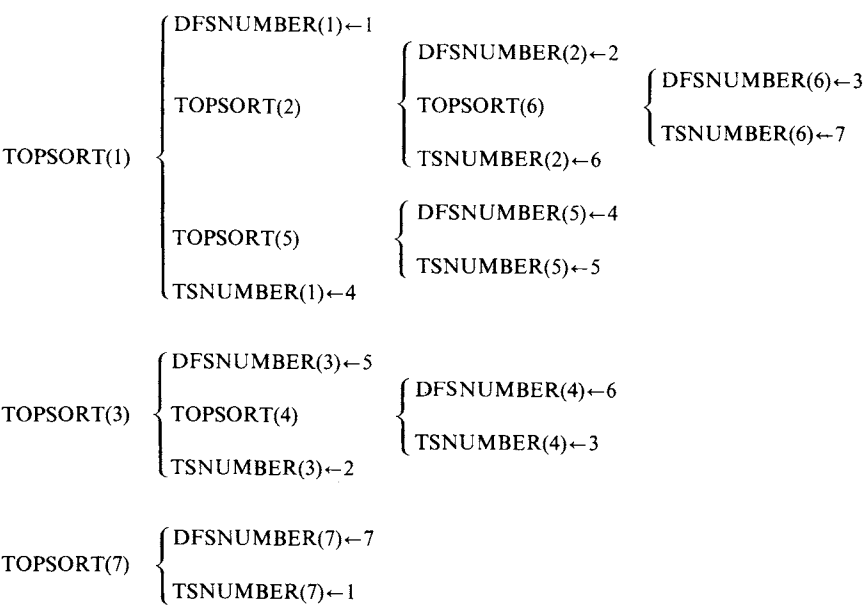 DFSNUMBER(1)←1
DFSNUMBER(2)←2
DFSNUMBER(6)←3
TOPSORT(2)
TOPSORT(6)
TSNUMBER(6)←7
TOPSORT(1)
TSNUMBER(2)←6
DFSNUMBER(5)←4
TOPSORT(5)
TSNUMBER(5)←5
TSNUMBER(1)←4
DFSNUMBER(3)←5
DFSNUMBER(4)←6
TOPSORT(3)
TOPSORT(4)
TSNUMBER(4)←3
TSNUMBER(3)←2
DFSNUMBER(7)←7
TOPSORT(7)
TSNUMBER(7)←1